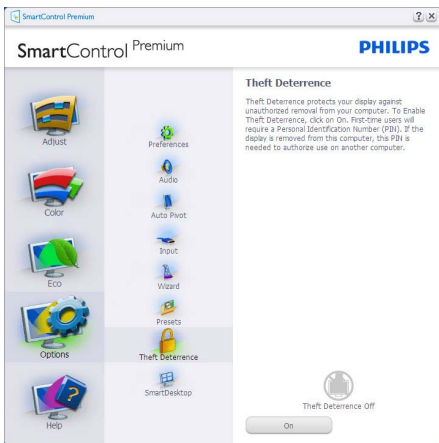 SmartControl Premium
SmartControl Premium
PHILIPS
Adjust
Color
Eco
Options
Help
Preferences
Audio
Auto Pivot
Input
Wizard
Presets
Theft Deterrence
SmartDesktop
Theft Deterrence
Theft Deterrence protects your display against
unauthorized removal from your computer. To Enable
Theft Deterrence, click on On. First-time users will
require a Personal Identification Number (PIN). If the
display is removed from this computer, this PIN is
needed to authorize use on another computer.
Theft Deterrence Off
On